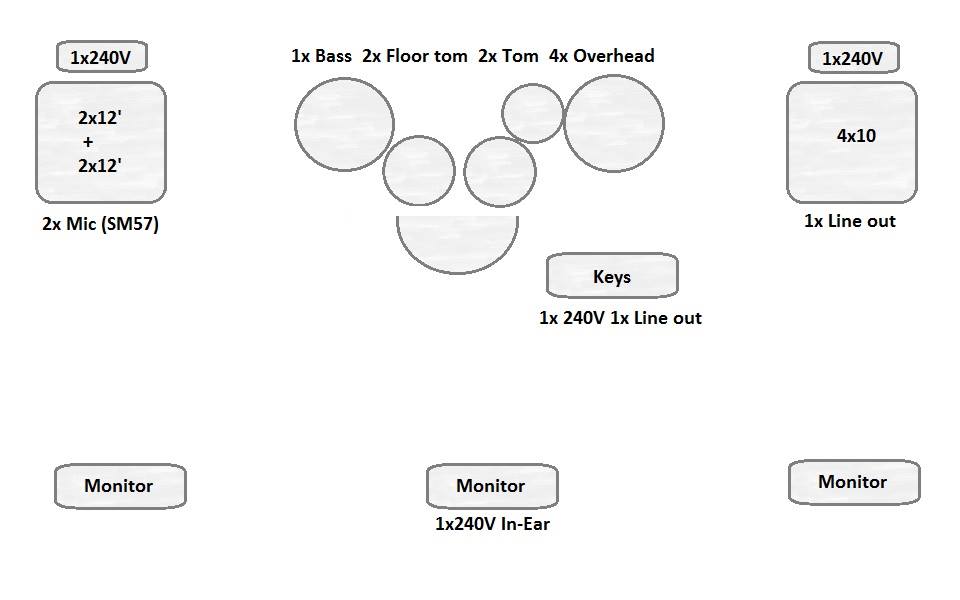 1x240V
1x Bass 2x Floor tom 2x Tom 4x Overhead
1x240V
2x12'
+
2x12'
4x10
2x Mic (SM57)
1x Line out
Keys
1x 240V 1x Line out
Monitor
Monitor
Monitor
1x240V In-Ear